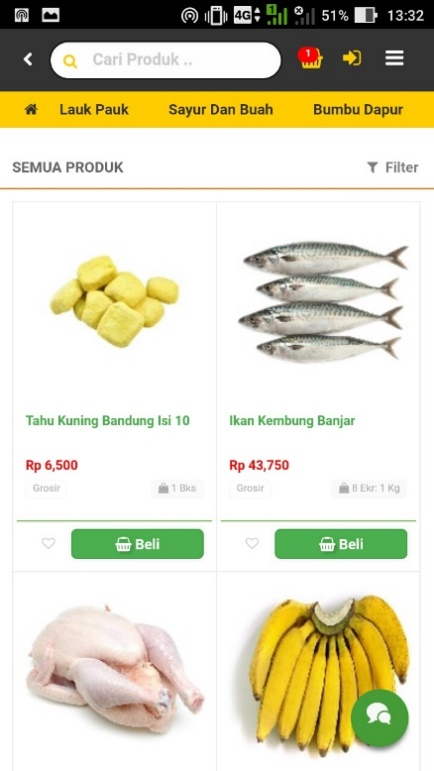 4G
1
51%
13:32
Cari Produk ..
1
Lauk Pauk
Sayur Dan Buah
Bumbu Dapur
SEMUA PRODUK
Filter
Tahu Kuning Bandung Isi 10
Rp 6,500
Grosir
1 Bks
Beli
Ikan Kembung Banjar
Rp 43,750
Grosir
8 Ekr: 1 Kg
Beli